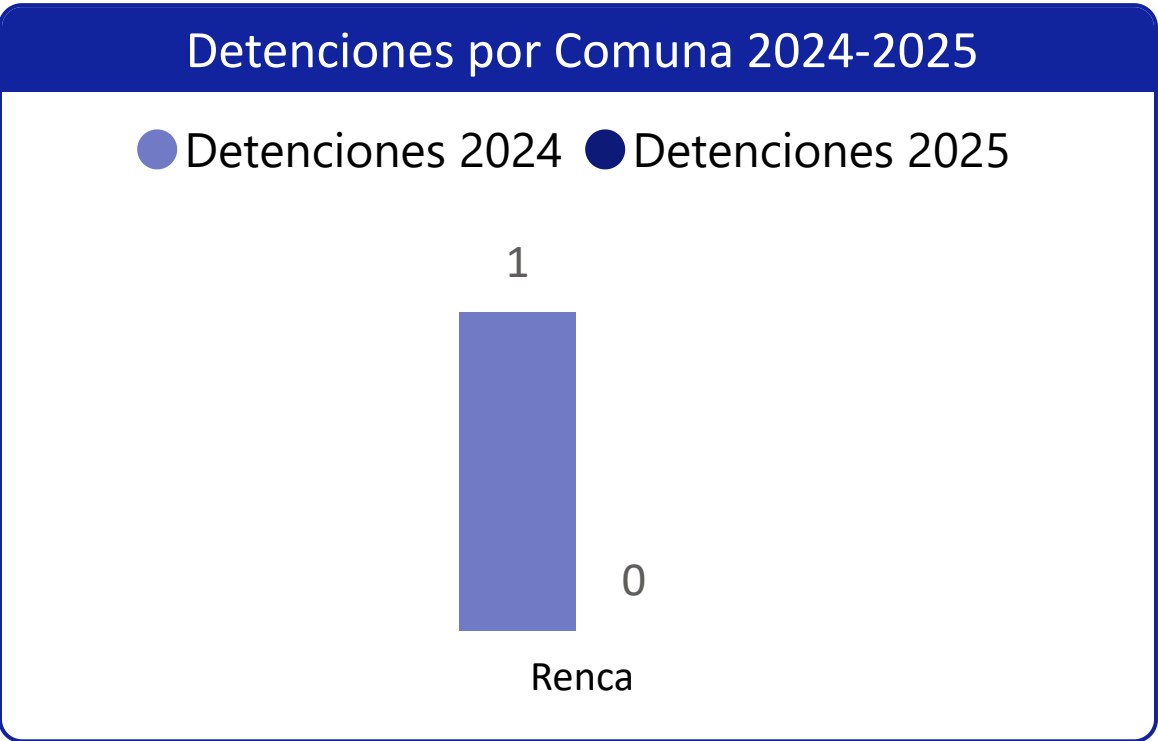 Detenciones por Comuna 2024-2025
Detenciones 2024 Detenciones 2025
1
0
Renca